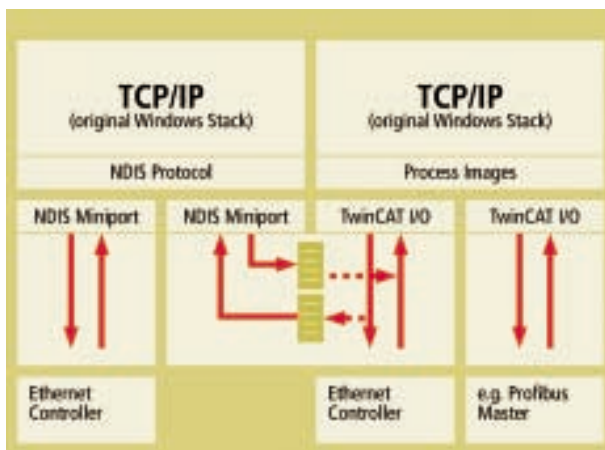 TCP/IP
(original Windows Stack)
NDIS Protocol
TCP/IP
(original Windows Stack)
Process Images
NDIS Miniport
NDIS Miniport
TwinCAT I/O
TwinCAT I/O
Ethernet
Controller
Ethernet
Controller
e.g. Profibus
Master